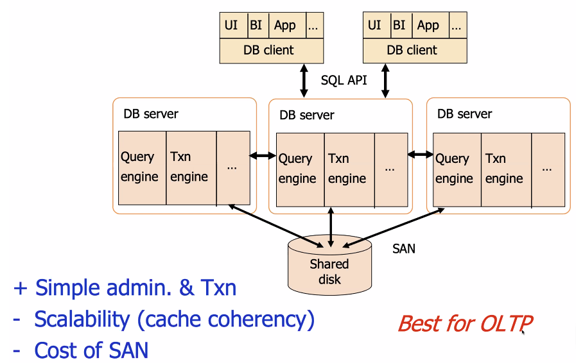 UI BI App ...
DB client
UI BI App ...
DB client
SQL API
DB server
Query engine
Txn engine
...
DB server
Query engine
Txn engine
...
DB server
Query engine
Txn engine
...
SAN
Shared disk
+ Simple admin. & Txn
- Scalability (cache coherency)
- Cost of SAN
Best for OLTP